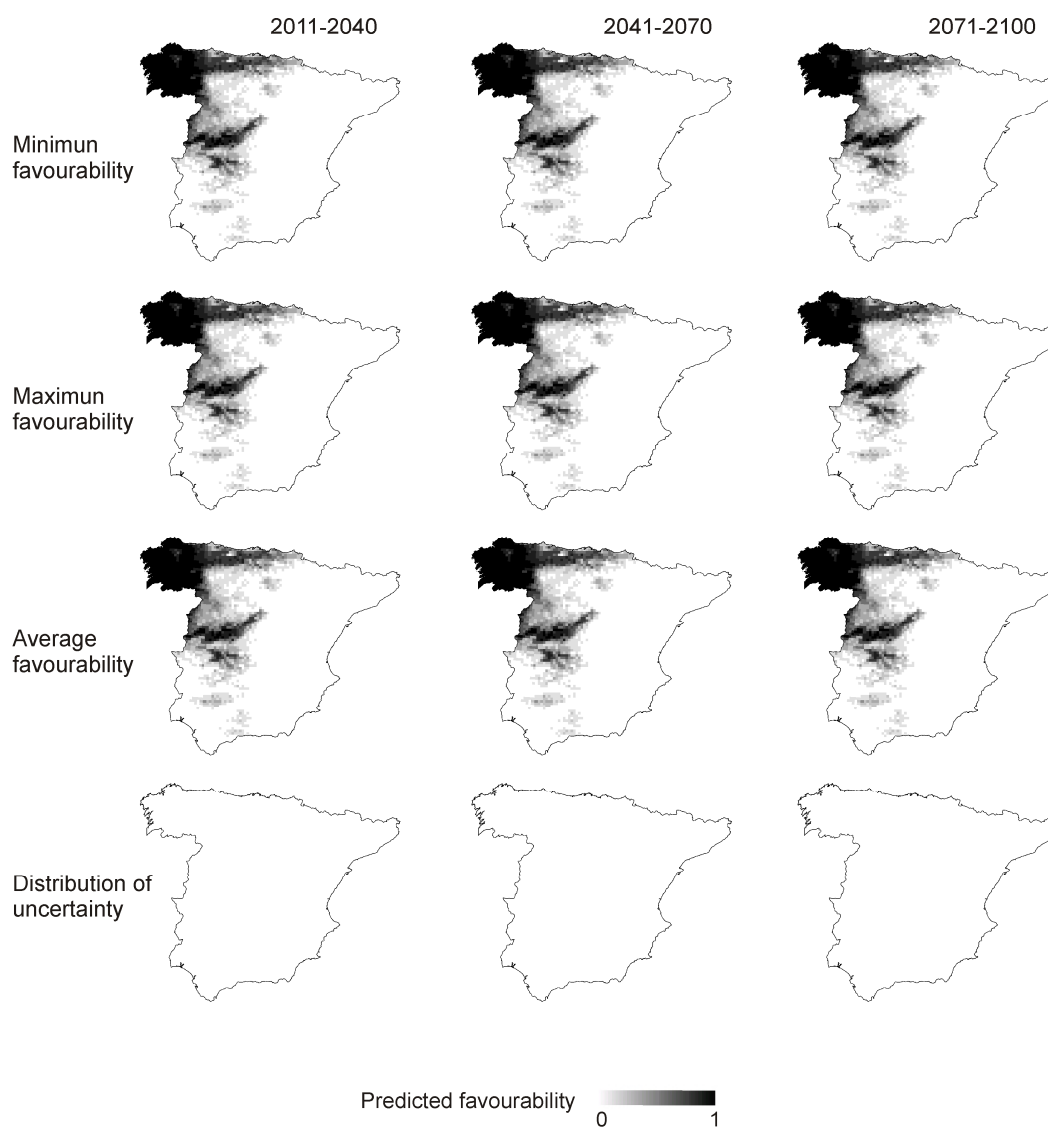 2011-2040
2041-2070
2071-2100
Minimun
favourability
Maximun
favourability
Average
favourability
Distribution of
uncertainty
Predicted favourability
0
1